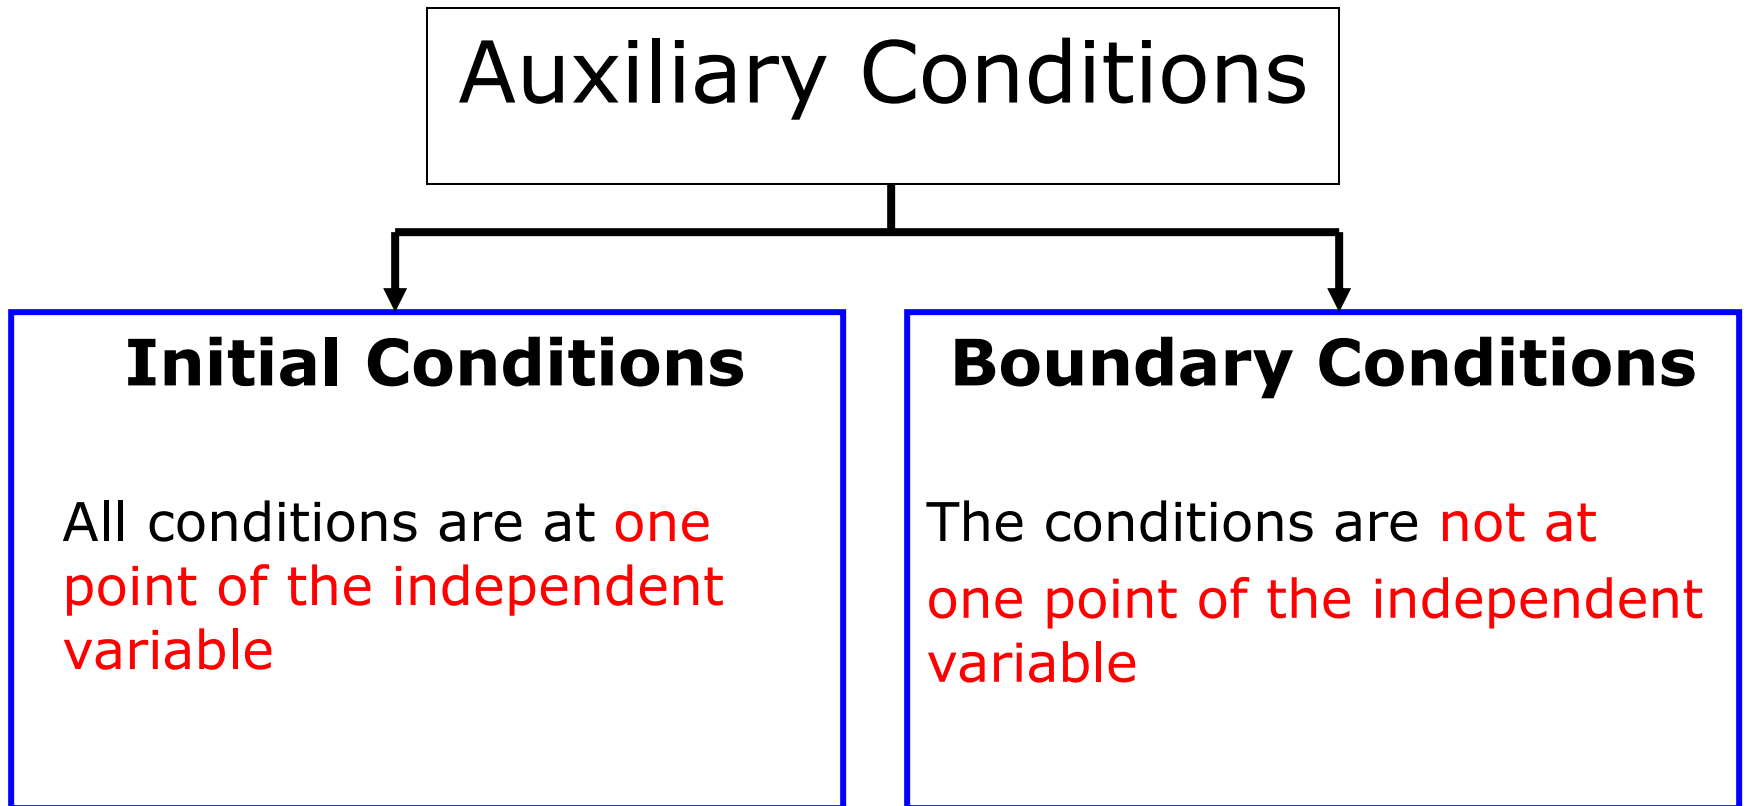 Auxiliary Conditions
Initial Conditions
All conditions are at one
point of the independent
variable
Boundary Conditions
The conditions are not at
one point of the independent
variable